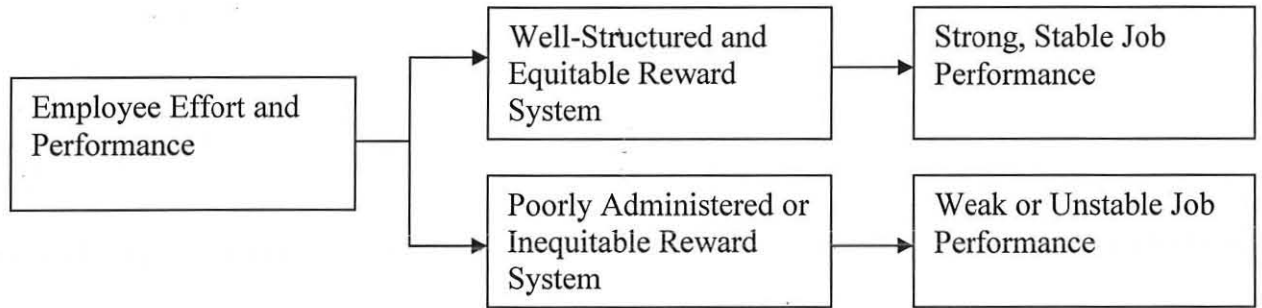 Employee Effort and
Performance
Well-Structured and
Equitable Reward
System
Strong, Stable Job
Performance
Poorly Administered or
Inequitable Reward
System
Weak or Unstable Job
Performance